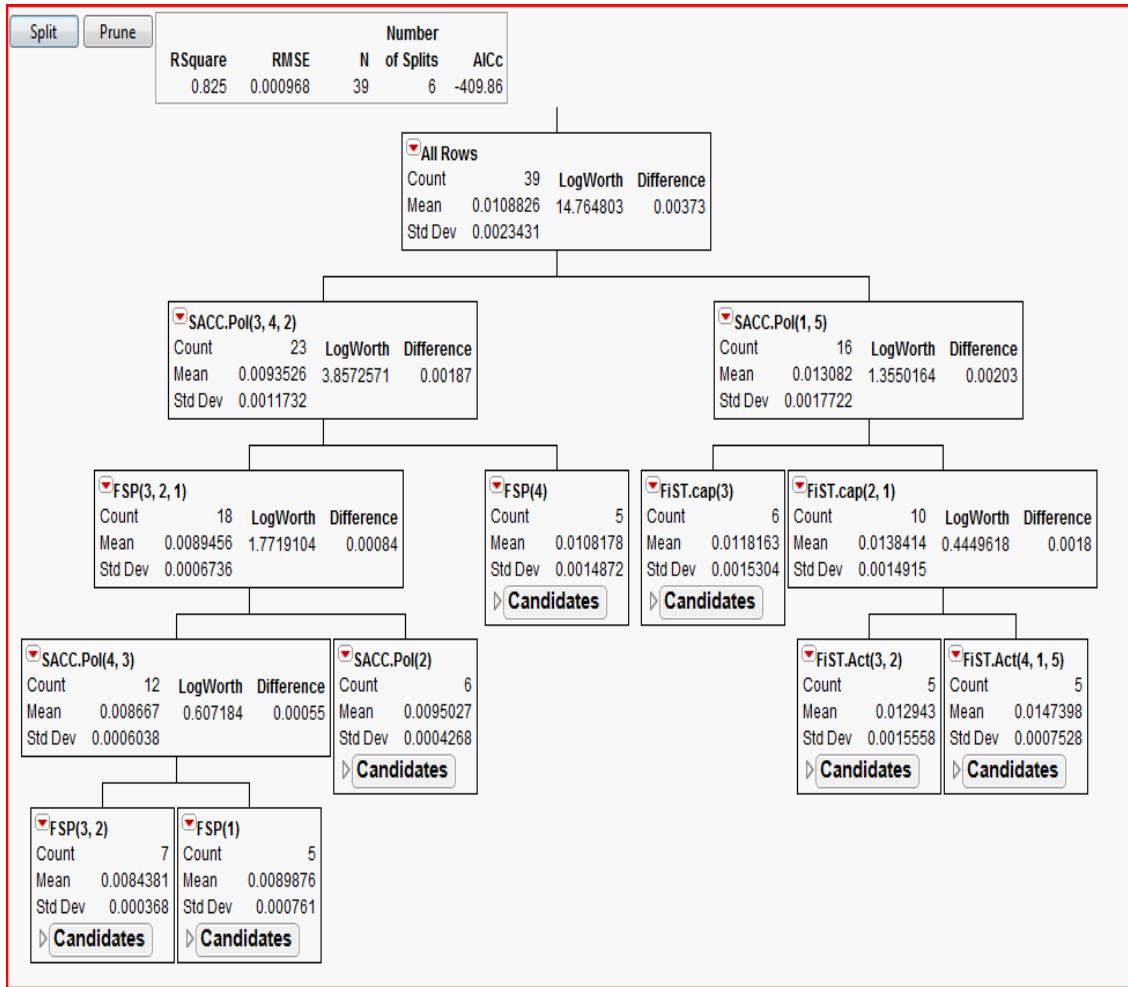 Split Prune
Number
RSquare RMSE N of Splits AICc
0.825 0.000968 39 6 -409.86
All Rows
Count 39 LogWorth Difference
Mean 0.0108826 14.764803 0.00373
Std Dev 0.0023431
SACC.Pol(3, 4, 2)
Count 23 LogWorth Difference
Mean 0.0093526 3.8572571 0.00187
Std Dev 0.0011732
SACC.Pol(1, 5)
Count 16 LogWorth Difference
Mean 0.013082 1.3550164 0.00203
Std Dev 0.0017722
FSP(3, 2, 1)
Count 18 LogWorth Difference
Mean 0.0089456 1.7719104 0.00084
Std Dev 0.0006736
FSP(4)
Count 5
Mean 0.0108178
Std Dev 0.0014872
Candidates
FiST.cap(3)
Count 6
Mean 0.0118163
Std Dev 0.0015304
Candidates
FiST.cap(2, 1)
Count 10 LogWorth Difference
Mean 0.0138414 0.4449618 0.0018
Std Dev 0.0014915
SACC.Pol(4, 3)
Count 12 LogWorth Difference
Mean 0.008667 0.607184 0.00055
Std Dev 0.0006038
SACC.Pol(2)
Count 6
Mean 0.0095027
Std Dev 0.0004268
Candidates
FiST.Act(3, 2)
Count 5
Mean 0.012943
Std Dev 0.0015558
Candidates
FiST.Act(4, 1, 5)
Count 5
Mean 0.0147398
Std Dev 0.0007528
Candidates
FSP(3, 2)
Count 7
Mean 0.0084381
Std Dev 0.000368
Candidates
FSP(1)
Count 5
Mean 0.0089876
Std Dev 0.000761
Candidates